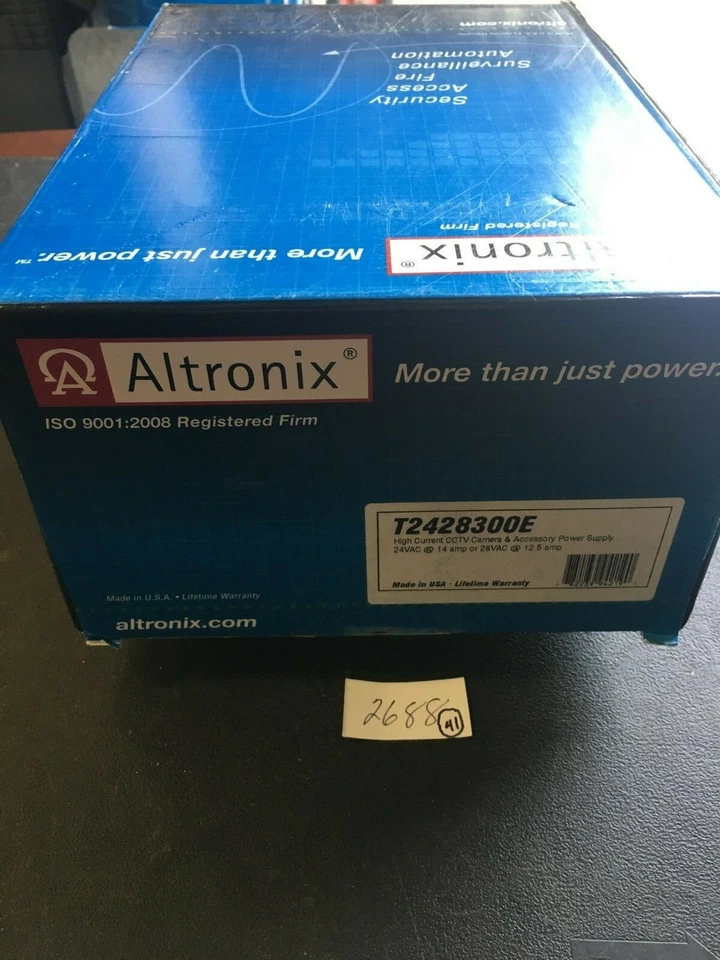 altronix.com
Security
Access
Fire
Surveillance
Automation
Registered Firm
Altronix®
More than just power.™
Altronix®
More than just power.
ISO 9001:2008 Registered Firm
T2428300E
High Current CCTV Camera & Accessory Power Supply
24VAC @ 14 amp or 28VAC @ 12.5 amp
Made in USA • Lifetime Warranty
Made in U.S.A. • Lifetime Warranty
altronix.com
2688 41